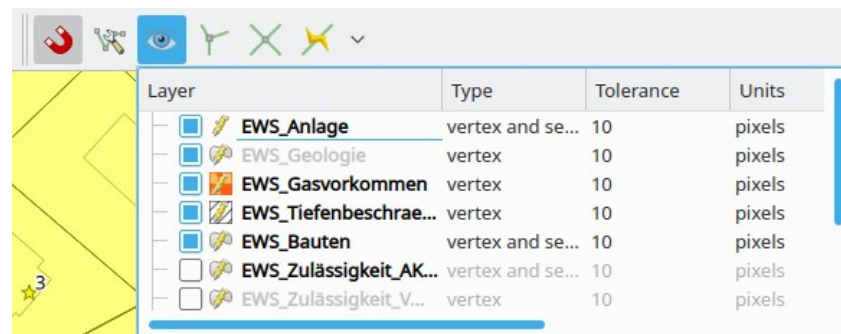 Layer Type Tolerance Units
EWS_Anlage vertex and se... 10 pixels
EWS_Geologie vertex 10 pixels
EWS_Gasvorkommen vertex 10 pixels
EWS_Tiefenbeschrae... vertex 10 pixels
EWS_Bauten vertex and se... 10 pixels
EWS_Zulässigkeit_AK... vertex and se... 10 pixels
EWS_Zulässigkeit_V... vertex 10 pixels
3